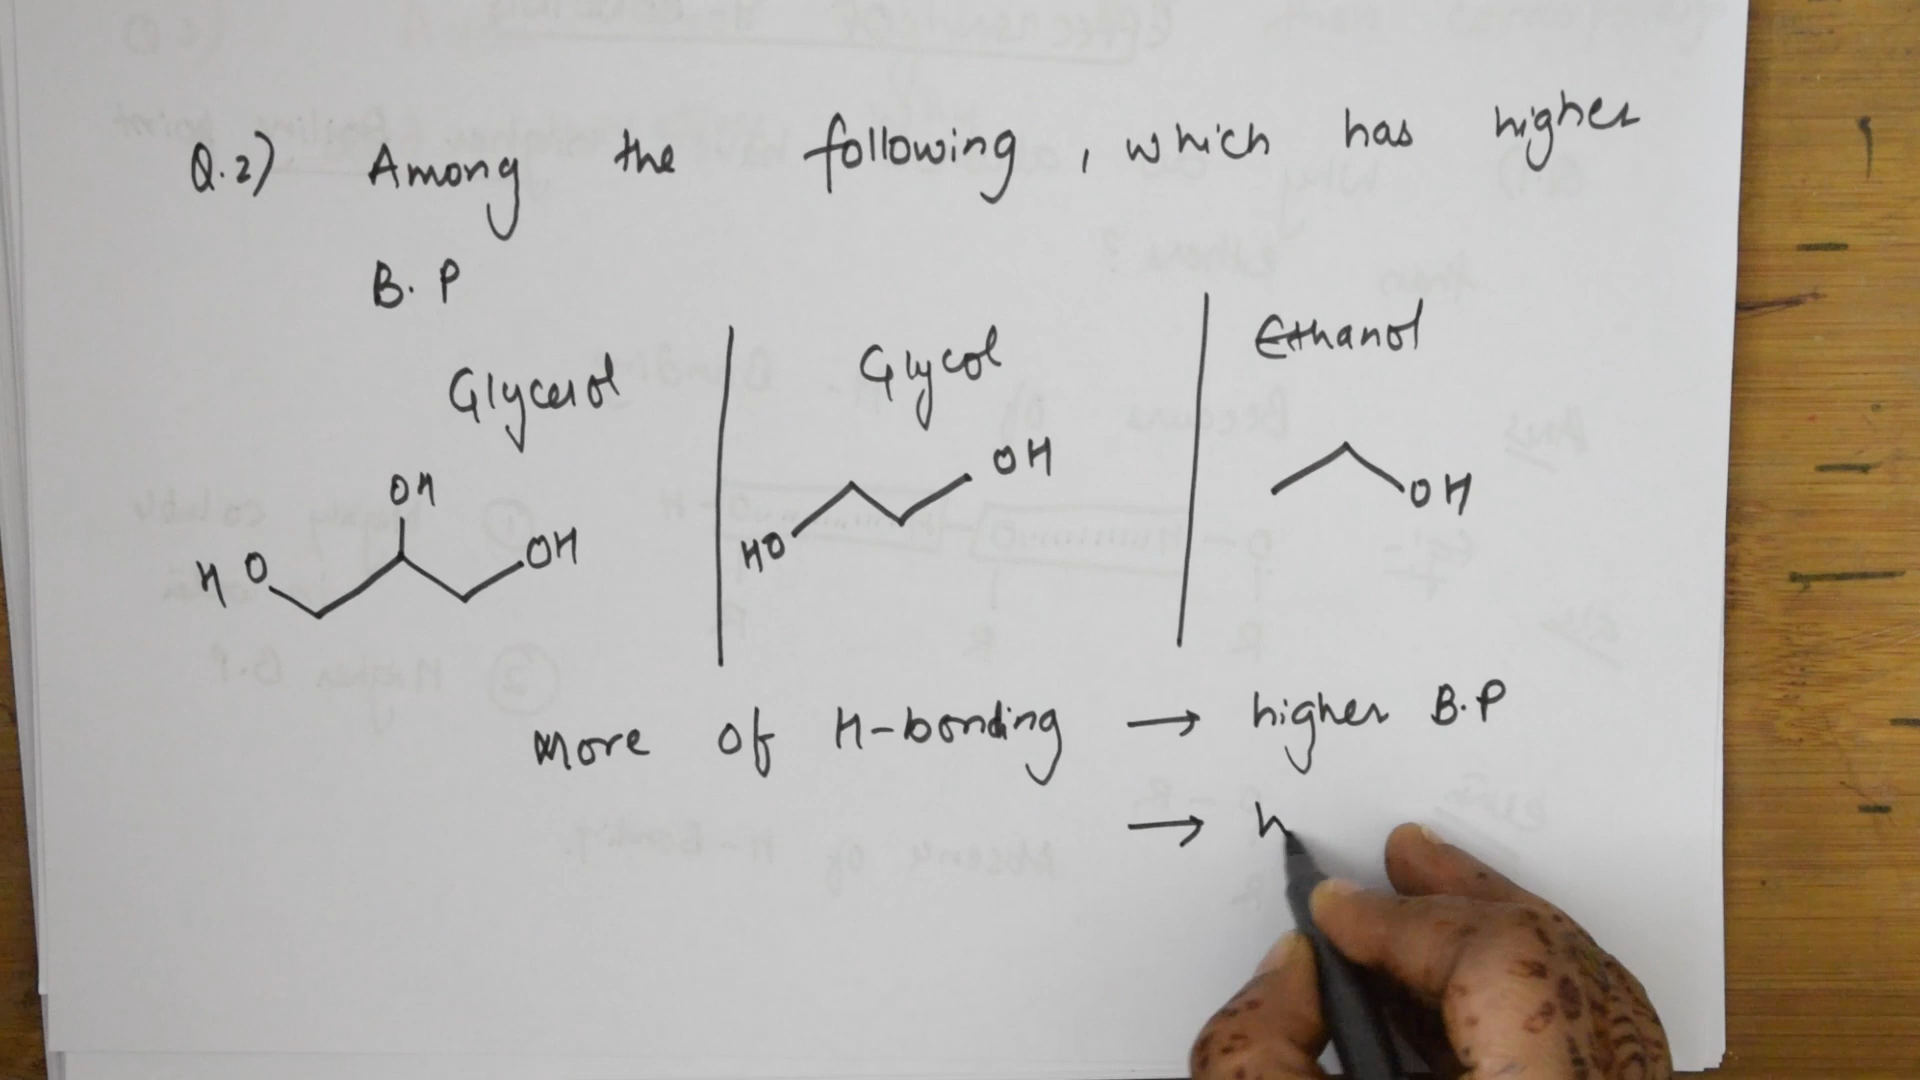 Q.2) Among the following, which has higher
B.P
Glycerol
Glycol
Ethanol
OH
HO
OH
OH
HO
OH
more of H-bonding → higher B.P
→ h